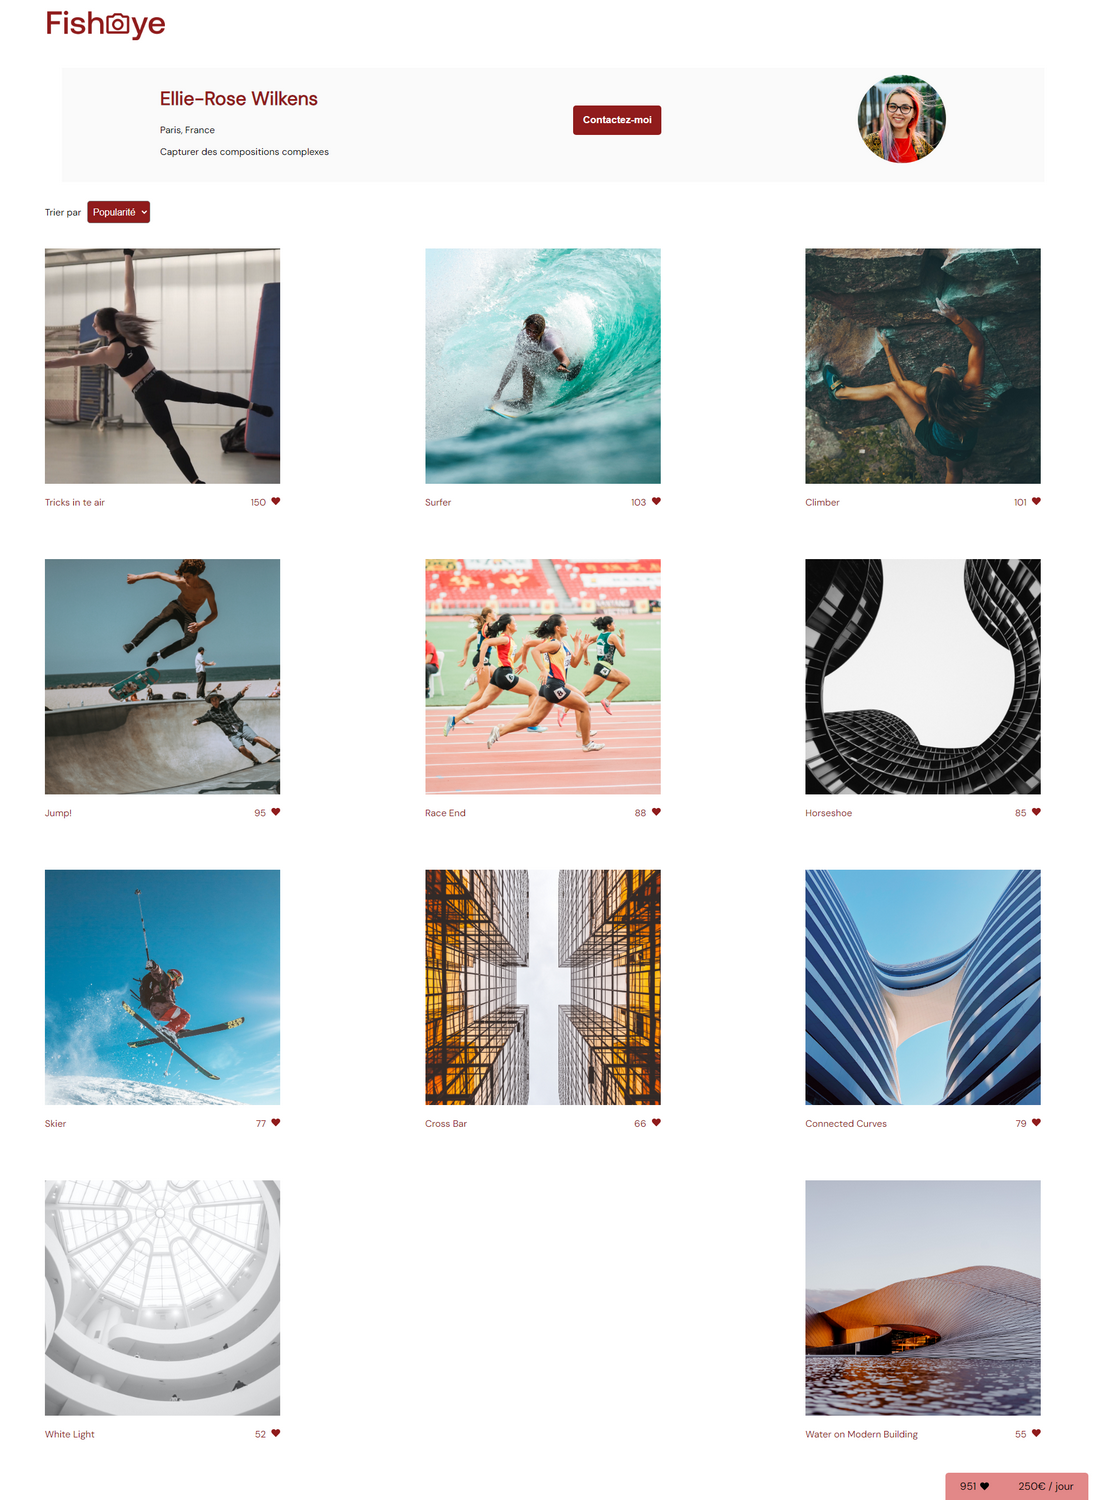 Fisheye
Ellie-Rose Wilkens
Paris, France
Capturer des compositions complexes
Contactez-moi
Trier par Popularité
Tricks in te air 150
Surfer 103
Climber 101
Jump! 95
Race End 88
Horseshoe 85
Skier 77
Cross Bar 66
Connected Curves 79
White Light 52
Water on Modern Building 55
951 250€ / jour